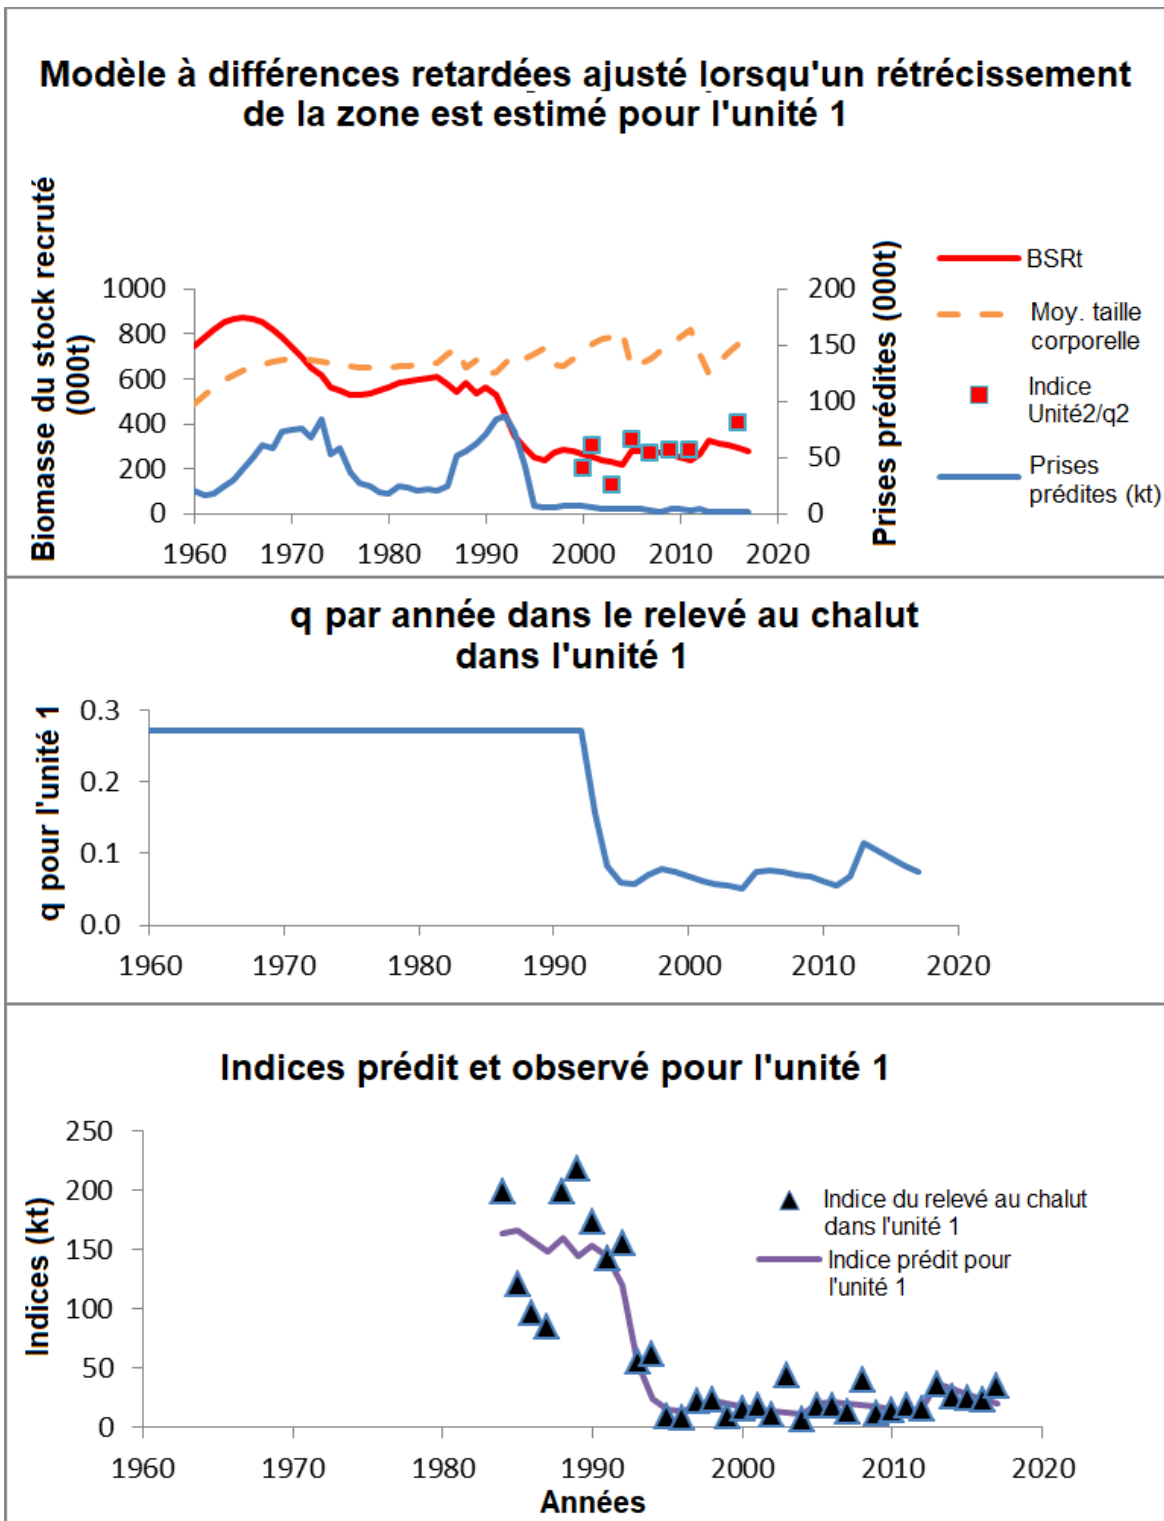 Modèle à différences retardées ajusté lorsqu'un rétrécissement
de la zone est estimé pour l'unité 1
Biomasse du stock recruté
(000t)
1000
800
600
400
200
0
200
150
100
50
0
Prises prédites (000t)
1960 1970 1980 1990 2000 2010 2020
BSRt
Moy. taille
corporelle
Indice
Unité2/q2
Prises
prédites (kt)
q par année dans le relevé au chalut
dans l'unité 1
q pour l'unité 1
0.3
0.2
0.1
0.0
1960 1970 1980 1990 2000 2010 2020
Indices prédit et observé pour l'unité 1
Indices (kt)
250
200
150
100
50
0
Indice du relevé au chalut
dans l'unité 1
Indice prédit pour
l'unité 1
1960 1970 1980 1990 2000 2010 2020
Années